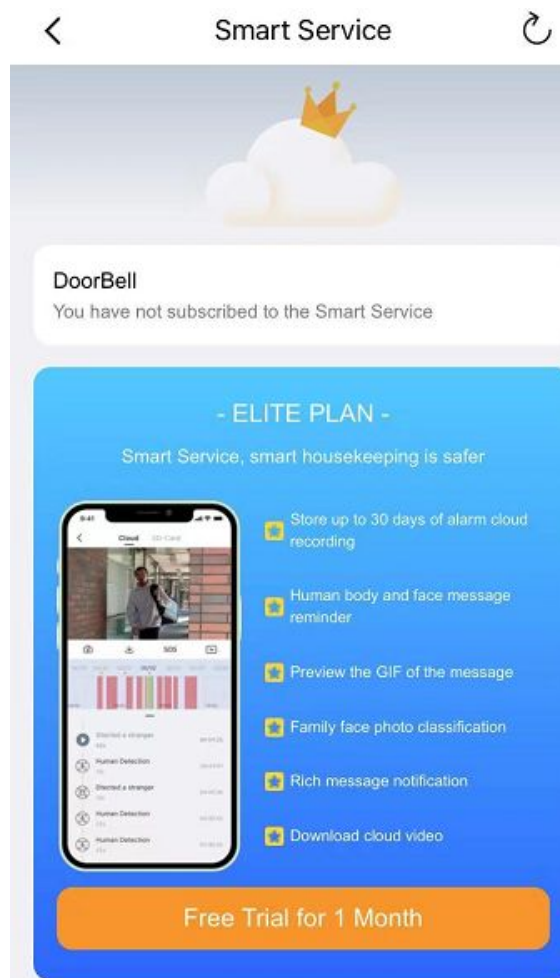 Smart Service
DoorBell
You have not subscribed to the Smart Service
- ELITE PLAN -
Smart Service, smart housekeeping is safer
Store up to 30 days of alarm cloud
recording
Human body and face message
reminder
Preview the GIF of the message
Family face photo classification
Rich message notification
Download cloud video
9:41
Cloud SD-Card
SOS
Human Detection
Human Detection
Human Detection
Free Trial for 1 Month